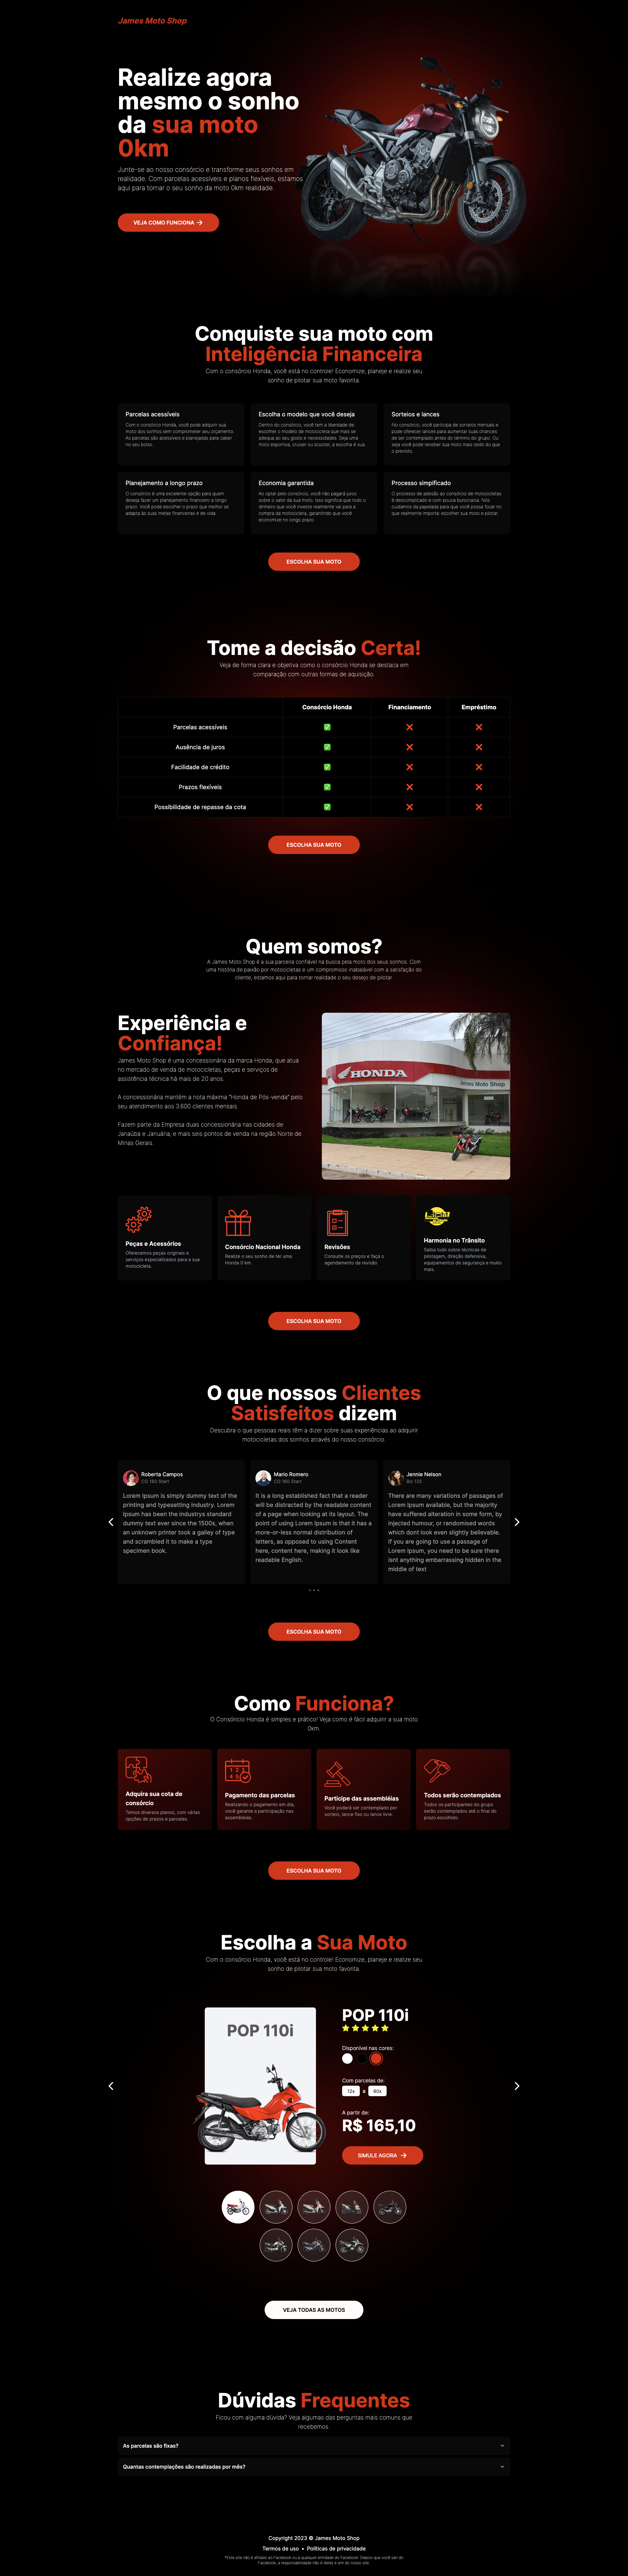 James Moto Shop
Realize agora
mesmo o sonho
da sua moto
0km
Junte-se ao nosso consórcio e transforme seus sonhos em
realidade. Com parcelas acessíveis e planos flexíveis, estamos
aqui para tornar o seu sonho da moto 0km realidade.
VEJA COMO FUNCIONA
Conquiste sua moto com
Inteligência Financeira
Com o consórcio Honda, você está no controle! Economize, planeje e realize seu
sonho de pilotar sua moto favorita.
Parcelas acessíveis
Com o consórcio Honda, você pode adquirir sua
moto dos sonhos sem comprometer seu orçamento.
As parcelas são acessíveis e planejadas para caber
no seu bolso.
Escolha o modelo que você deseja
Dentro do consórcio, você tem a liberdade de
escolher o modelo de motocicleta que mais se
adequa ao seu gosto e necessidades. Seja uma
moto esportiva, cruiser ou scooter, a escolha é sua
Sorteios e lances
No consórcio, você participa de sorteios mensais e
pode oferecer lances para aumentar suas chances
de ser contemplado antes do término do grupo. Ou
seja você pode receber sua moto mais cedo do que
o previsto.
Planejamento a longo prazo
O consórcio é uma excelente opção para quem
deseja fazer um planejamento financeiro a longo
prazo. Você pode escolher o prazo que melhor se
adapta às suas metas financeiras e de vida
Economia garantida
Ao optar pelo consórcio, você não pagará juros
sobre o valor da sua moto. Isso significa que todo o
dinheiro que você investe realmente vai para a
compra da motocicleta, garantindo que você
economize no longo prazo.
Processo simplificado
O processo de adesão ao consórcio de motocicletas
é descomplicado e com pouca burocracia. Nós
cuidamos da papelada para que você possa focar no
que realmente importa: escolher sua moto e pilotar.
ESCOLHA SUA MOTO
Tome a decisão Certa!
Veja de forma clara e objetiva como o consórcio Honda se destaca em
comparação com outras formas de aquisição.
Consórcio Honda Financiamento Empréstimo
Parcelas acessíveis ✅ ❌ ❌
Ausência de juros ✅ ❌ ❌
Facilidade de crédito ✅ ❌ ❌
Prazos flexíveis ✅ ❌ ❌
Possibilidade de repasse da cota ✅ ❌ ❌
ESCOLHA SUA MOTO
Quem somos?
A James Moto Shop é a sua parceria confiável na busca pela moto dos seus sonhos. Com
uma história de paixão por motocicletas e um compromisso inabalável com a satisfação do
cliente, estamos aqui para tornar realidade o seu desejo de pilotar.
Experiência e
Confiança!
James Moto Shop é uma concessionária da marca Honda, que atua
no mercado de venda de motocicletas, peças e serviços de
assistência técnica há mais de 20 anos.
A concessionária mantém a nota máxima "Honda de Pós-venda" pelo
seu atendimento aos 3.600 clientes mensais.
Fazem parte da Empresa duas concessionária nas cidades de
Janaúba e Januária, e mais seis pontos de venda na região Norte de
Minas Gerais.
HONDA
James Moto Shop
Peças e Acessórios
Oferecemos peças originais e
serviços especializados para a sua
motocicleta.
Consórcio Nacional Honda
Realize o seu sonho de ter uma
Honda 0 km.
Revisões
Consulte os preços e faça o
agendamento da revisão
Harmonia no Trânsito
Saiba tudo sobre técnicas de
pilotagem, direção defensiva,
equipamentos de segurança e muito
mais.
ESCOLHA SUA MOTO
O que nossos Clientes
Satisfeitos dizem
Descubra o que pessoas reais têm a dizer sobre suas experiências ao adquirir
motocicletas dos sonhos através do nosso consórcio.
Roberta Campos
CG 160 Start
Lorem Ipsum is simply dummy text of the
printing and typesetting industry. Lorem
Ipsum has been the industrys standard
dummy text ever since the 1500s, when
an unknown printer took a galley of type
and scrambled it to make a type
specimen book.
Mario Romero
CG 160 Start
It is a long established fact that a reader
will be distracted by the readable content
of a page when looking at its layout. The
point of using Lorem Ipsum is that it has a
more-or-less normal distribution of
letters, as opposed to using Content
here, content here, making it look like
readable English.
Jennie Nelson
Biz 125
There are many variations of passages of
Lorem Ipsum available, but the majority
have suffered alteration in some form, by
injected humour, or randomised words
which dont look even slightly believable.
If you are going to use a passage of
Lorem Ipsum, you need to be sure there
isnt anything embarrassing hidden in the
middle of text
ESCOLHA SUA MOTO
Como Funciona?
O Consórcio Honda é simples e prático! Veja como é fácil adquirir a sua moto
0km.
Adquira sua cota de
consórcio
Temos diversos planos, com várias
opções de prazos e parcelas.
Pagamento das parcelas
Realizando o pagamento em dia,
você garante a participação nas
assembleias.
Participe das assembléias
Você poderá ser contemplado por
sorteio, lance fixo ou lance livre.
Todos serão contemplados
Todos os participantes do grupo
serão contemplados até o final do
prazo escolhido.
ESCOLHA SUA MOTO
Escolha a Sua Moto
Com o consórcio Honda, você está no controle! Economize, planeje e realize seu
sonho de pilotar sua moto favorita.
POP 110i
POP 110i
Disponível nas cores:
Com parcelas de:
12x a 80x
A partir de:
R$ 165,10
SIMULE AGORA
VEJA TODAS AS MOTOS
Dúvidas Frequentes
Ficou com alguma dúvida? Veja algumas das perguntas mais comuns que
recebemos.
As parcelas são fixas?
Quantas contemplações são realizadas por mês?
Copyright 2023 © James Moto Shop
Termos de uso • Políticas de privacidade
*Este site não é afiliado ao Facebook ou a qualquer entidade do Facebook. Depois que você sair do
Facebook, a responsabilidade não é deles e sim do nosso site.